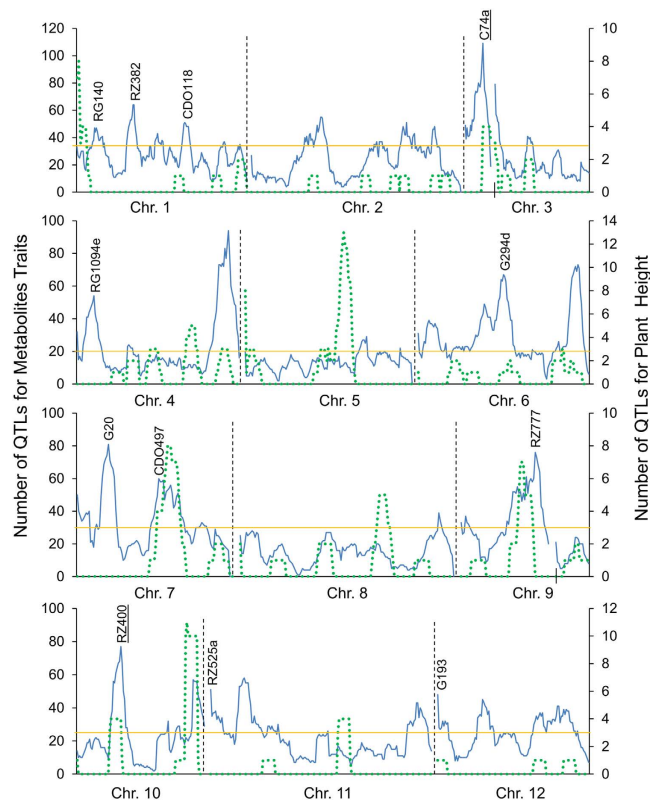 Number of QTLs for Metabolites Traits
Number of QTLs for Plant Height
120
100
80
60
40
20
0
10
8
6
4
2
0
RG140
RZ382
CDO118
C74a
Chr. 1
Chr. 2
Chr. 3
100
80
60
40
20
0
14
12
10
8
6
4
2
0
RG1094e
G294d
Chr. 4
Chr. 5
Chr. 6
100
80
60
40
20
0
10
8
6
4
2
0
G20
CDO497
RZ777
Chr. 7
Chr. 8
Chr. 9
100
80
60
40
20
0
12
10
8
6
4
2
0
RZ400
RZ525a
G193
Chr. 10
Chr. 11
Chr. 12